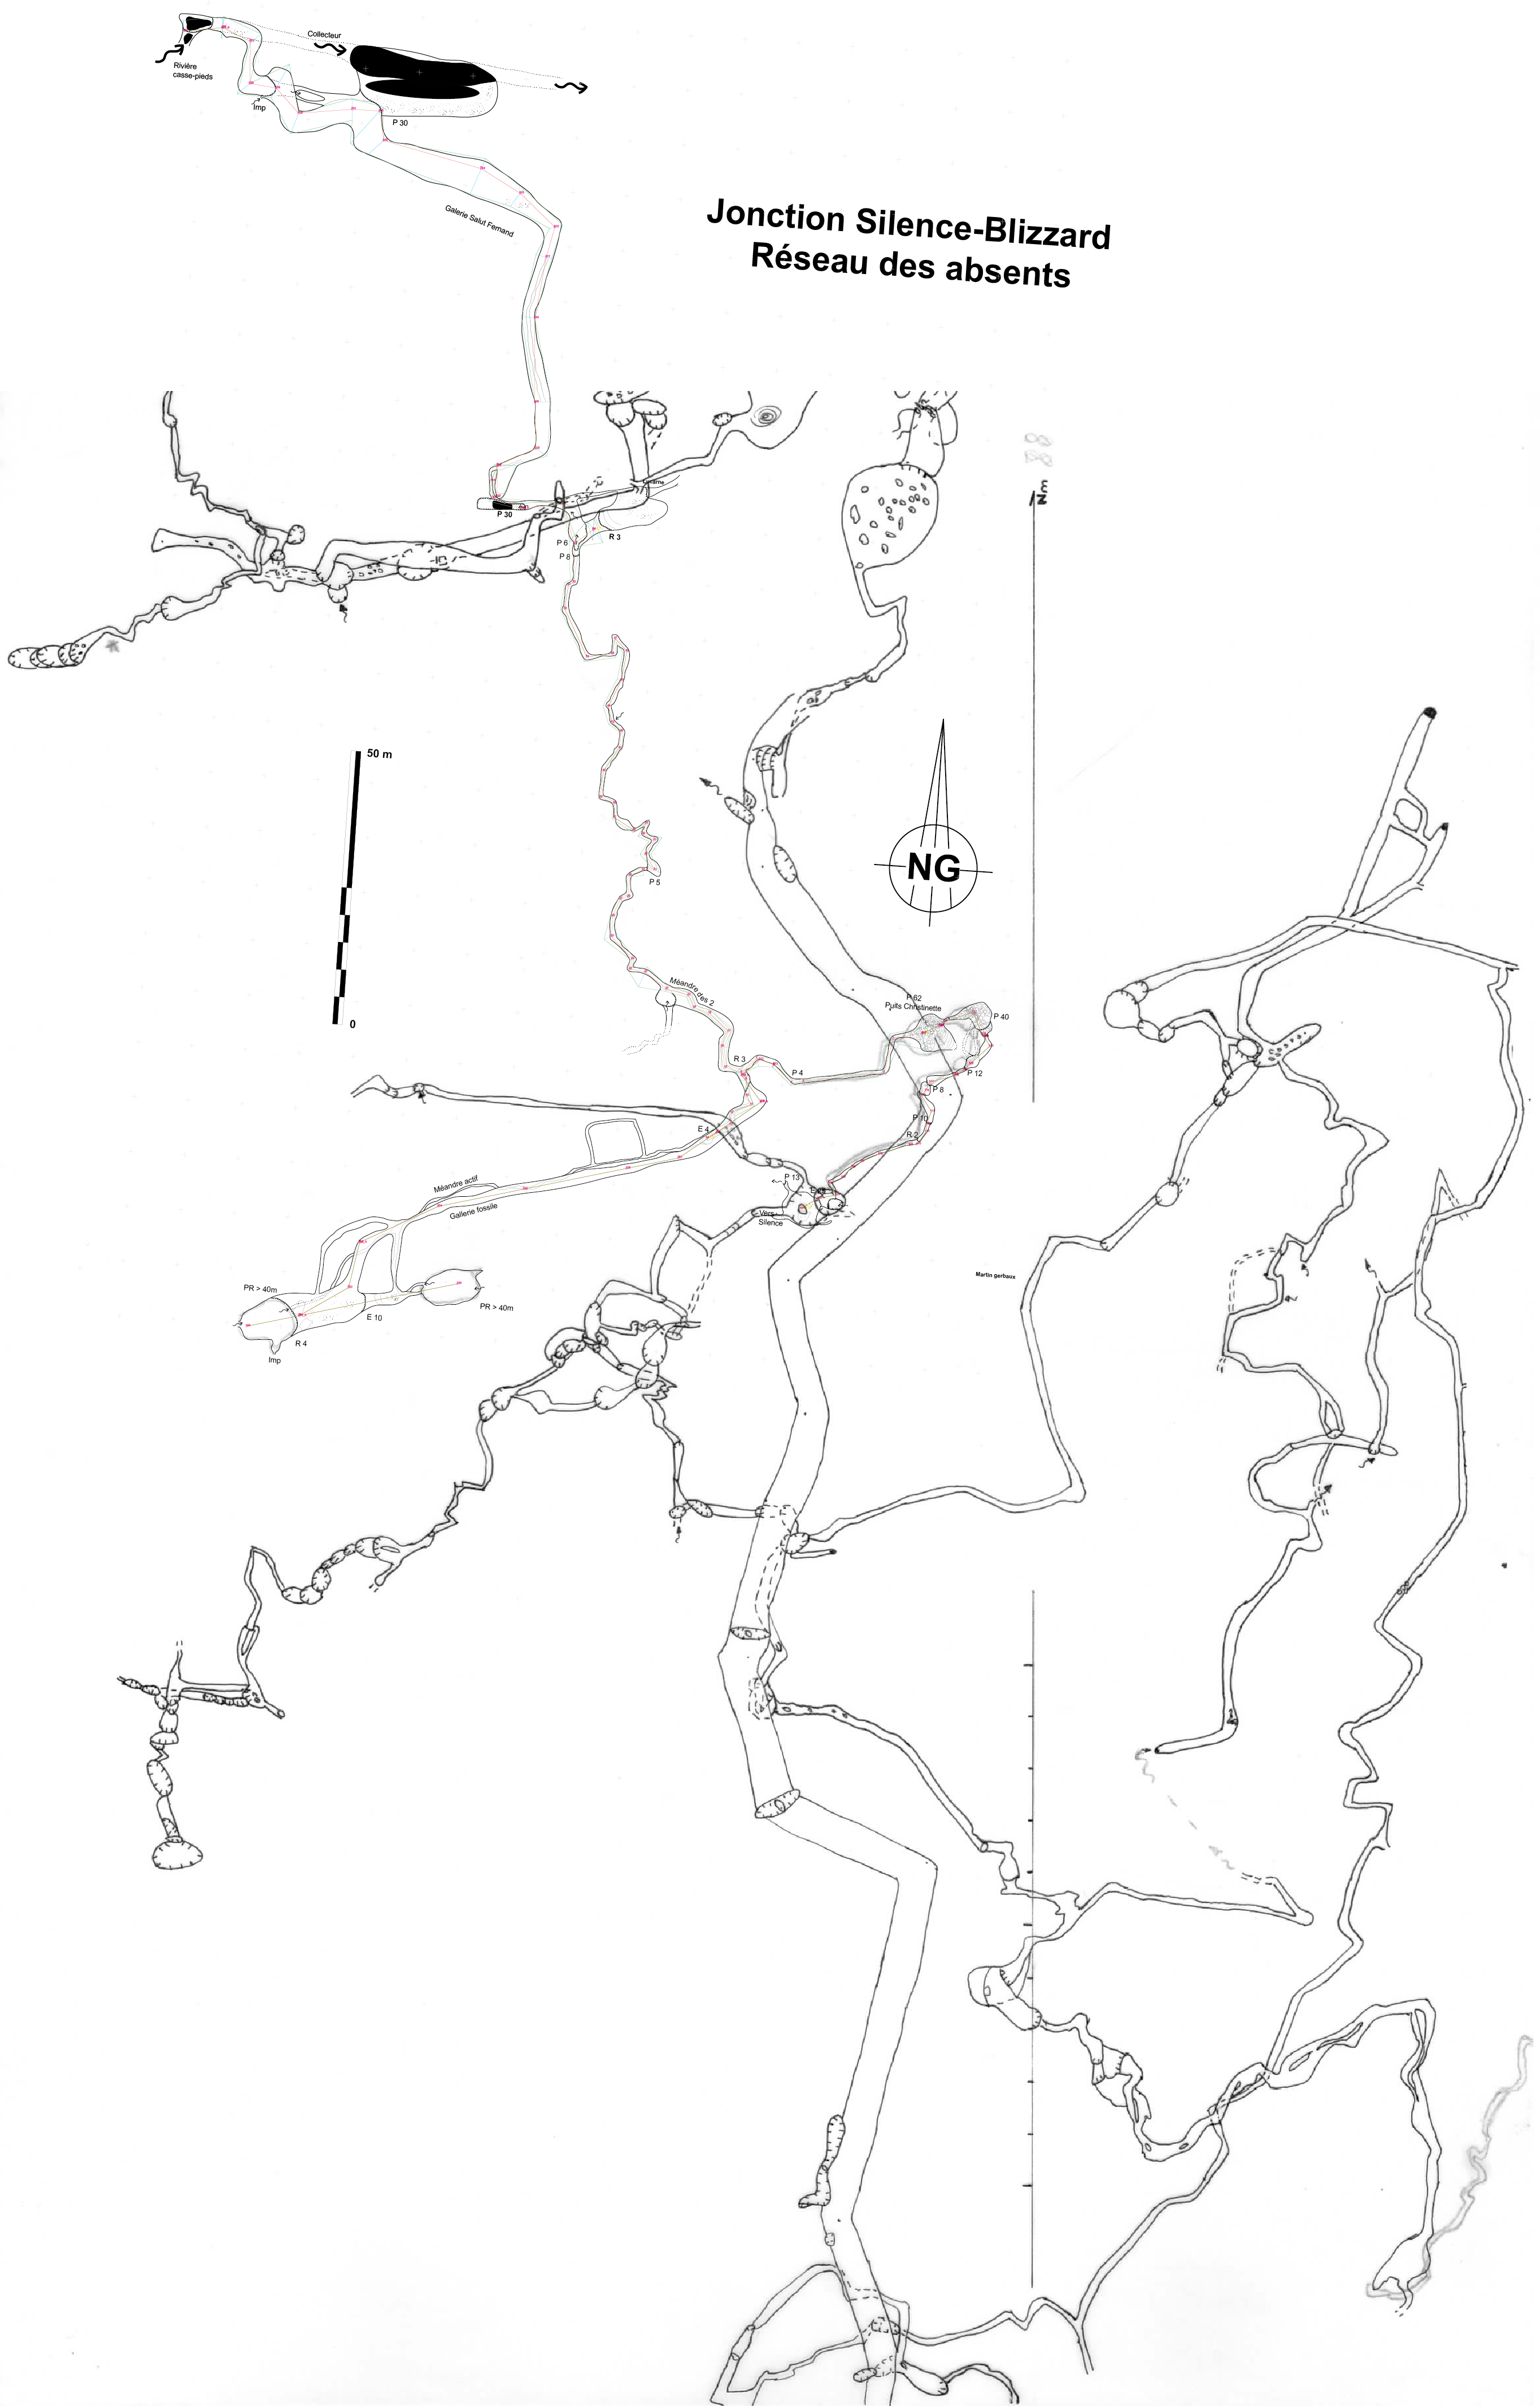 Collecteur
Rivière
casse-pieds
Imp
P 30
Galerie Salut Fernand
Jonction Silence-Blizzard
Réseau des absents
88
88
Nm
P 30
P 6
R 3
P 8
50 m
NG
P 5
0
Méandre des 2
P 62
Puits Christinette
P 40
R 3
P 4
P 12
P 8
P 10
E 4
R 2
P 13
Méandre actif
Gallerie fossile
Vers
Silence
Martin gerbaux
PR > 40m
PR > 40m
E 10
R 4
Imp